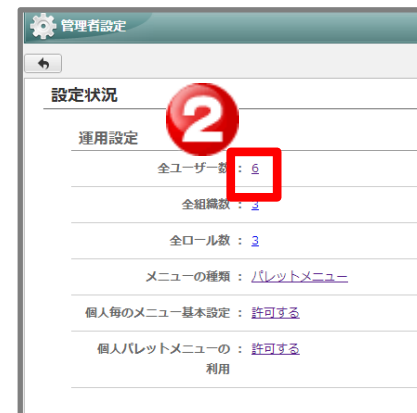 管理者設定
設定状況
2
運用設定
全ユーザー数 : 6
全組織数 : 3
全ロール数 : 3
メニューの種類 : パレットメニュー
個人毎のメニュー基本設定 : 許可する
個人パレットメニューの : 許可する
利用